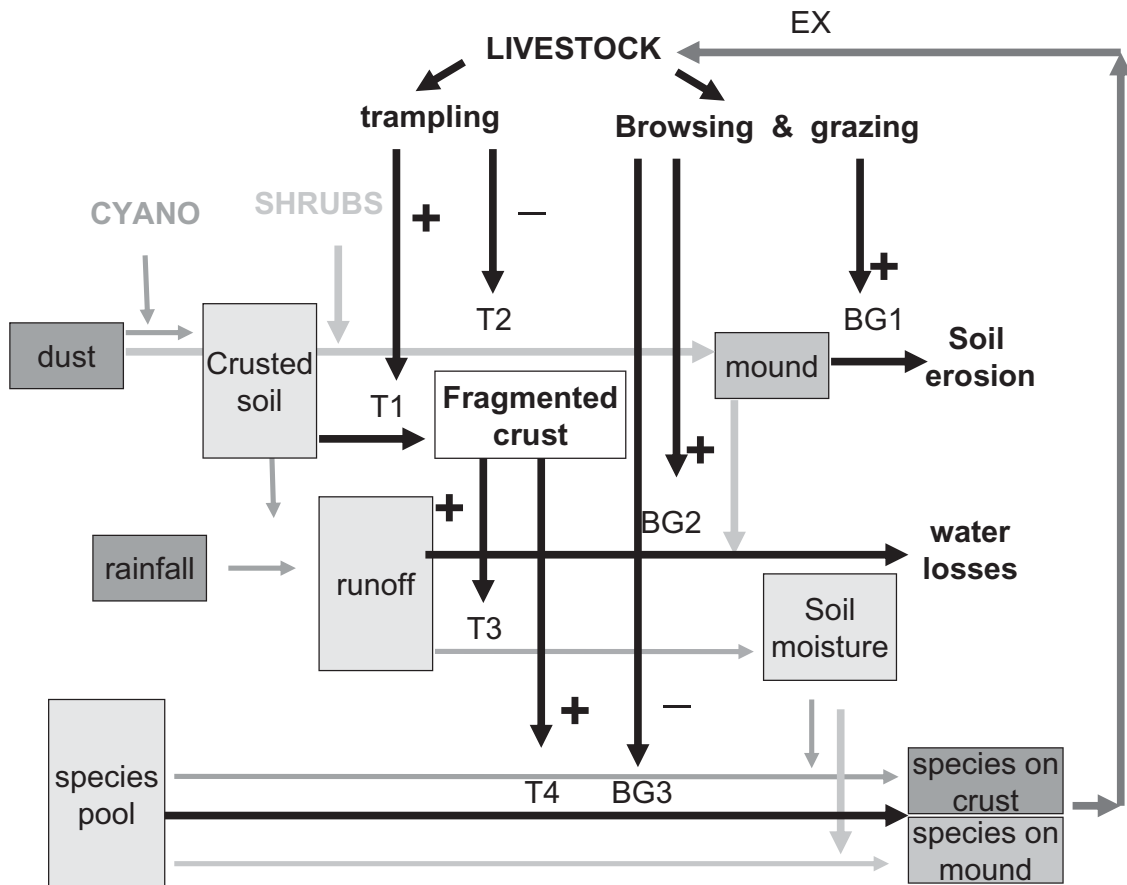 EX
LIVESTOCK
trampling
Browsing & grazing
+
–
+
CYANO
SHRUBS
T2
BG1
dust
Crusted
soil
mound
Soil
erosion
T1
Fragmented
crust
+
+
BG2
rainfall
runoff
water
losses
T3
Soil
moisture
+
–
species
pool
T4
BG3
species on
crust
species on
mound